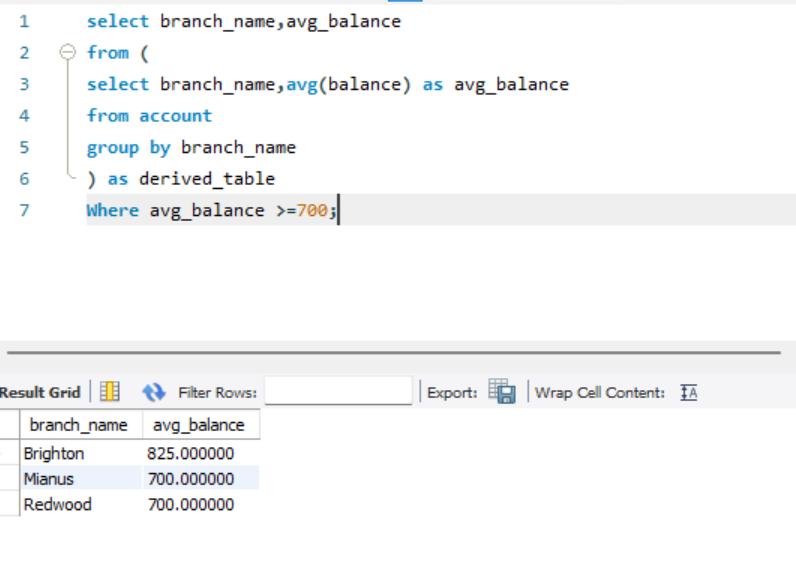 1 select branch_name,avg_balance
2 from (
3 select branch_name,avg(balance) as avg_balance
4 from account
5 group by branch_name
6 ) as derived_table
7 Where avg_balance >=700;
Result Grid Filter Rows: Export: Wrap Cell Content: IA
branch_name avg_balance
Brighton 825.000000
Mianus 700.000000
Redwood 700.000000